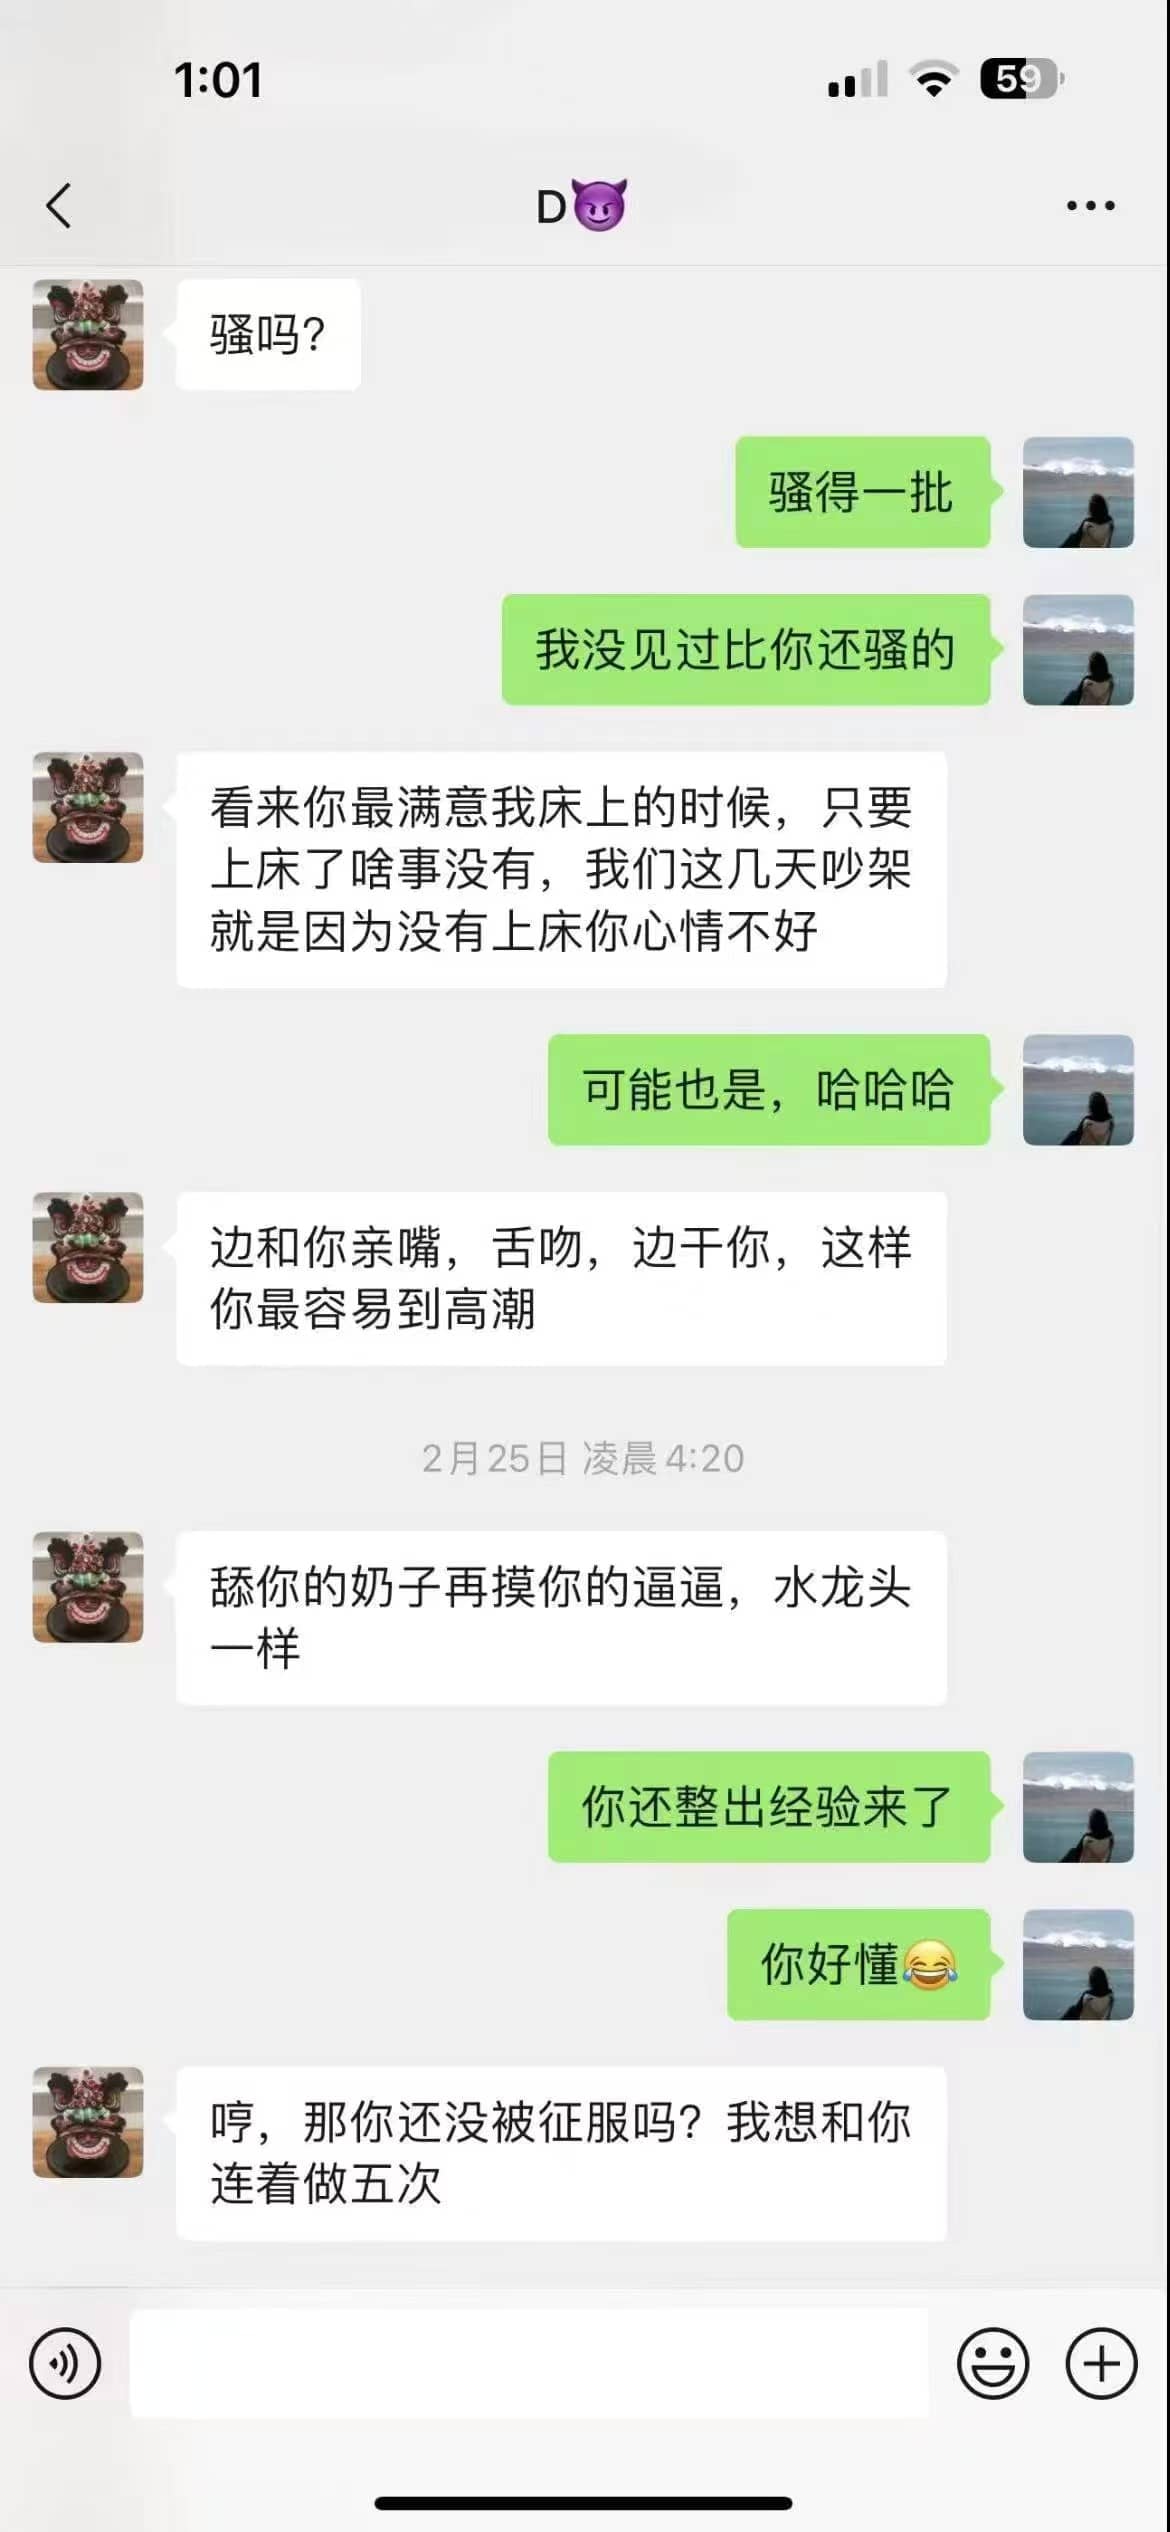 1:01
59
D😈
骚吗?
骚得一批
我没见过比你还骚的
看来你最满意我床上的时候，只要
上床了啥事没有，我们这几天吵架
就是因为没有上床你心情不好
可能也是，哈哈哈
边和你亲嘴，舌吻，边干你，这样
你最容易到高潮
2月25日 凌晨4:20
舔你的奶子再摸你的逼逼，水龙头
一样
你还整出经验来了
你好懂😂
哼，那你还没被征服吗？我想和你
连着做五次